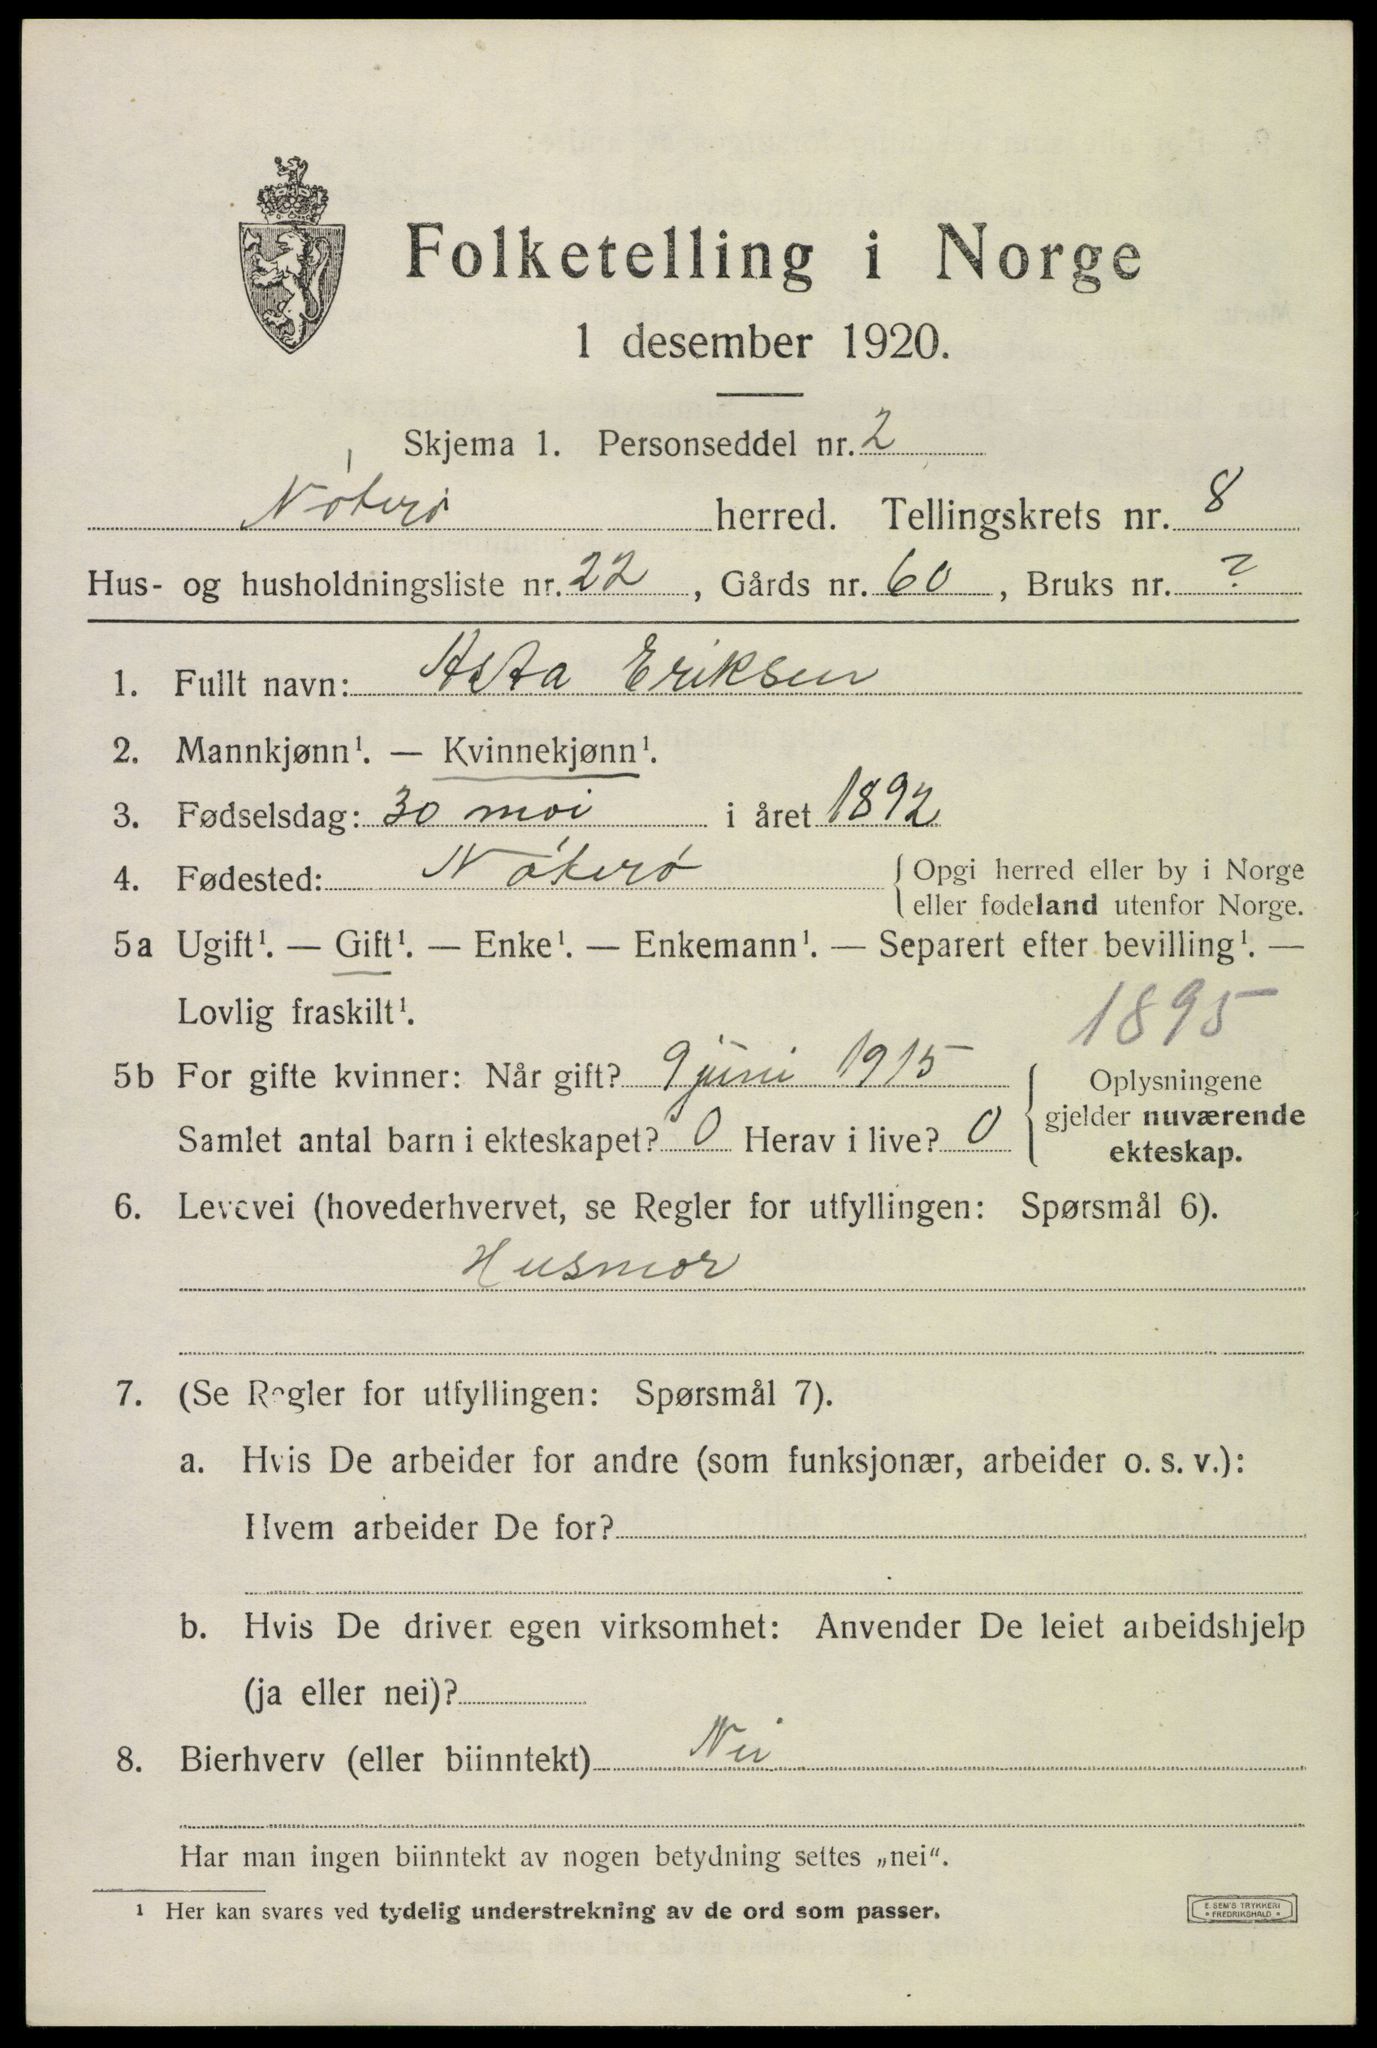 Folketelling i Norge
1 desember 1920.
Skjema 1. Personseddel nr. 2
Nøterø herred. Tellingskrets nr. 8
Hus- og husholdningsliste nr. 22, Gårds nr. 60, Bruks nr. ?
1. Fullt navn: Asta Eriksen
2. Mannkjønn¹. — Kvinnekjønn¹.
3. Fødselsdag: 30 mai i året 1892
4. Fødested: Nøterø { Opgi herred eller by i Norge
eller fødeland utenfor Norge.
5a Ugift¹. — Gift¹. — Enke¹. — Enkemann¹. — Separert efter bevilling¹. —
Lovlig fraskilt¹. 1895
5b For gifte kvinner: Når gift? 9 juni 1915 { Oplysningene
gjelder nuværende
Samlet antal barn i ekteskapet? 0 Herav i live? 0 ekteskap.
6. Levevei (hovederhvervet, se Regler for utfyllingen: Spørsmål 6).
Husmor
7. (Se Regler for utfyllingen: Spørsmål 7).
a. Hvis De arbeider for andre (som funksjonær, arbeider o. s. v.):
Hvem arbeider De for?
b. Hvis De driver egen virksomhet: Anvender De leiet arbeidshjelp
(ja eller nei)?
8. Bierhverv (eller biinntekt) Nei
Har man ingen biinntekt av nogen betydning settes „nei“.
¹ Her kan svares ved tydelig understrekning av de ord som passer.
E. SEM'S TRYKKERI
FREDRIKSHALD